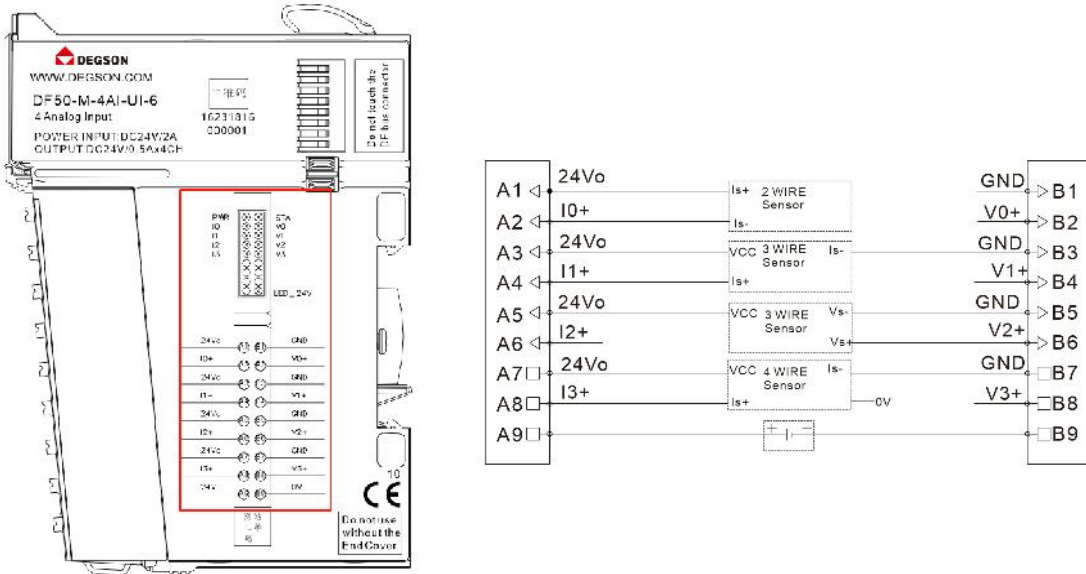 DEGSON
WWW.DEGSON.COM
DF50-M-4AI-UI-6
4 Analog Input
POWER INPUT:DC24V/2A
OUTPUT DC24V/0.5Ax4CH
二维码
16231816
000001
Do not touch the
DF bus connector
PWR STA
I0 V0
I1 V1
I2 V2
I3 V3
LED_24V
24Vo GND
I0+ V0+
24Vo GND
I1+ V1+
24Vo GND
I2+ V2+
24Vo GND
I3+ V3+
24V 0V
10
CE
Do not use
without the
End Cover
A1 24Vo Is+ 2 WIRE Sensor GND B1
A2 I0+ Is- V0+ B2
A3 24Vo VCC 3 WIRE Sensor Is- GND B3
A4 I1+ Is+ V1+ B4
A5 24Vo VCC 3 WIRE Sensor Vs- GND B5
A6 I2+ Vs+ V2+ B6
A7 24Vo VCC 4 WIRE Sensor Is- GND B7
A8 I3+ Is+ 0V V3+ B8
A9 + - B9